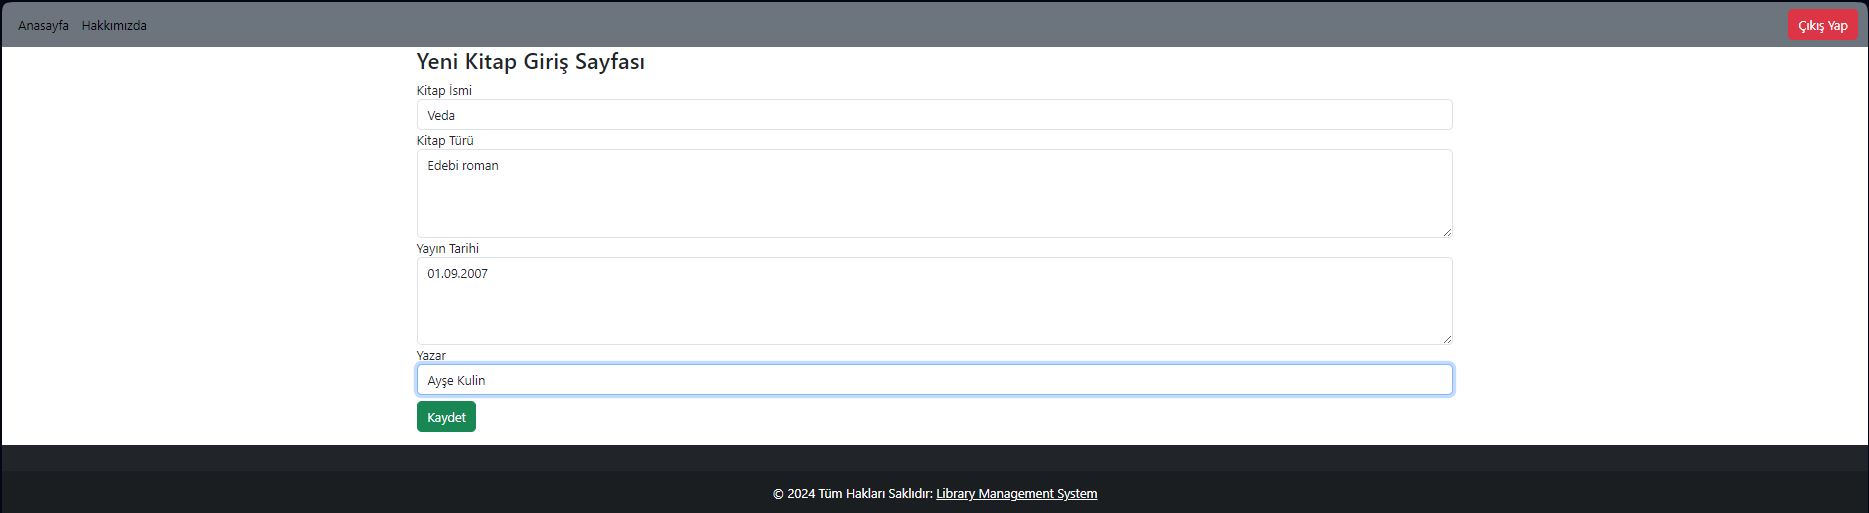 Anasayfa Hakkımızda Çıkış Yap
Yeni Kitap Giriş Sayfası
Kitap İsmi
Veda
Kitap Türü
Edebi roman
Yayın Tarihi
01.09.2007
Yazar
Ayşe Kulin
Kaydet
© 2024 Tüm Hakları Saklıdır: Library Management System